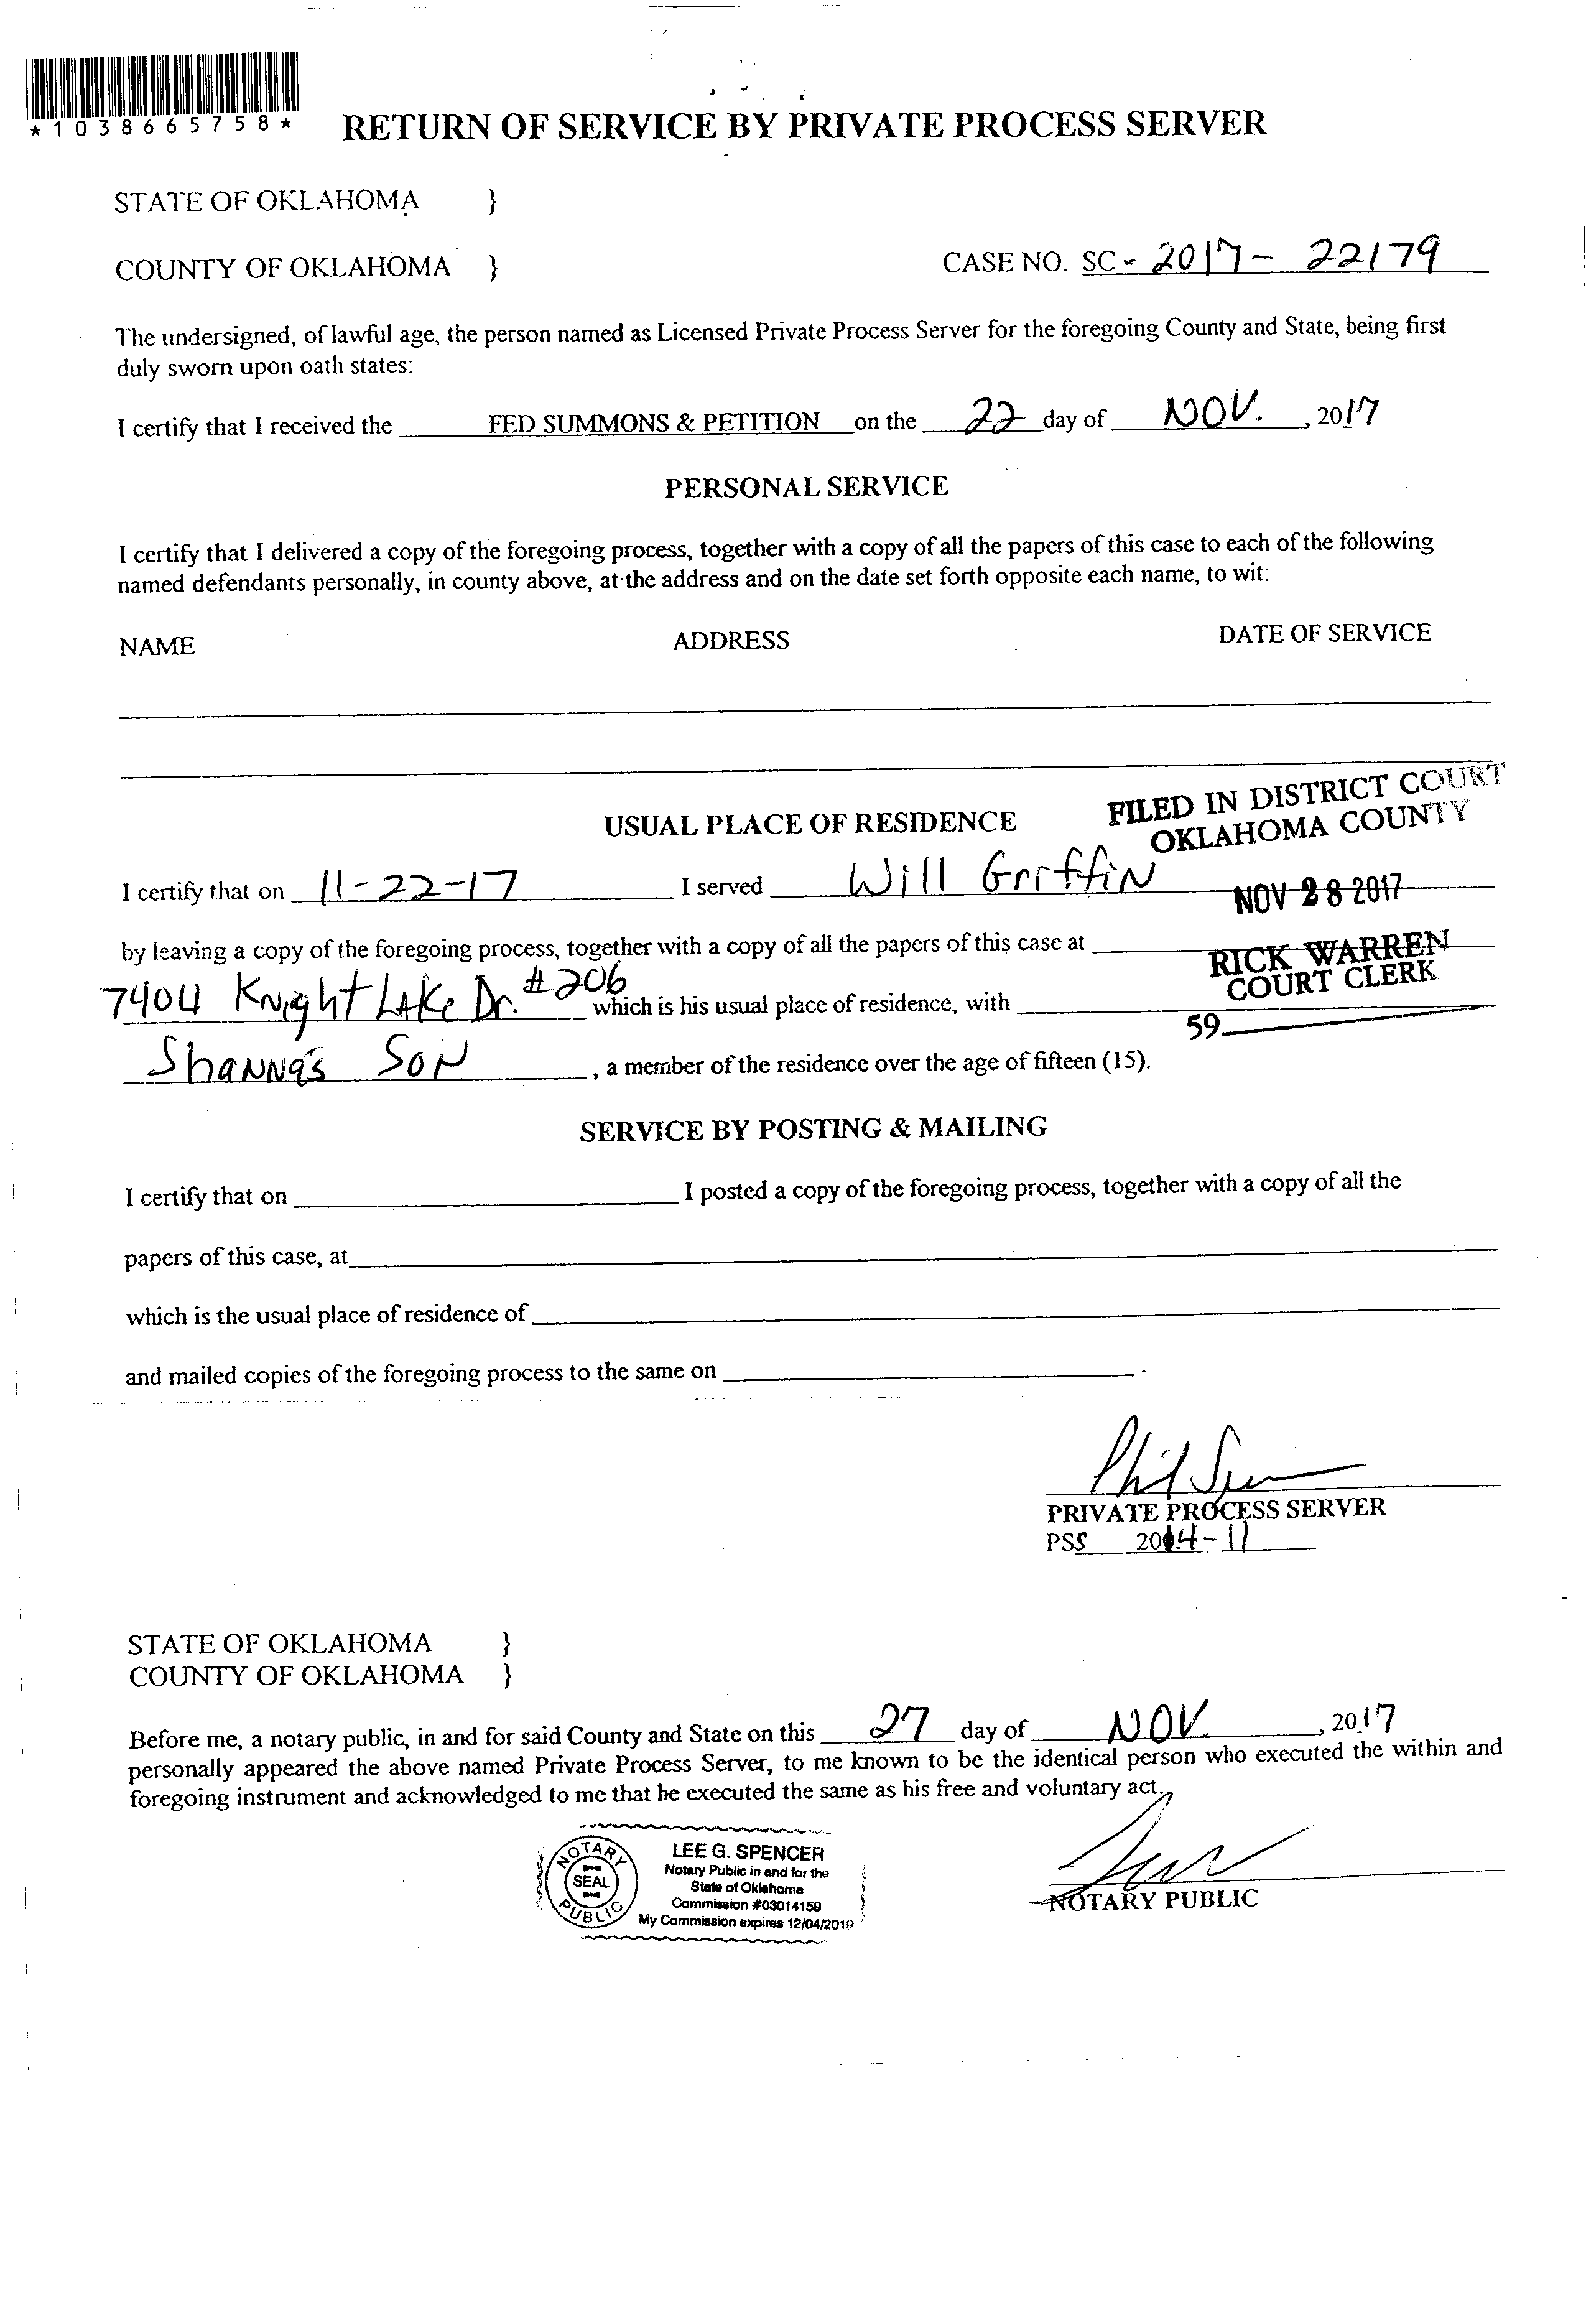 *1038665758*
RETURN OF SERVICE BY PRIVATE PROCESS SERVER
STATE OF OKLAHOMA }
COUNTY OF OKLAHOMA } CASE NO. SC - 2017 - 22179
The undersigned, of lawful age, the person named as Licensed Private Process Server for the foregoing County and State, being first
duly sworn upon oath states:
I certify that I received the FED SUMMONS & PETITION on the 22 day of NOV. , 2017
PERSONAL SERVICE
I certify that I delivered a copy of the foregoing process, together with a copy of all the papers of this case to each of the following
named defendants personally, in county above, at the address and on the date set forth opposite each name, to wit:
NAME ADDRESS DATE OF SERVICE
FILED IN DISTRICT COURT
OKLAHOMA COUNTY
USUAL PLACE OF RESIDENCE
I certify that on 11-22-17 I served Will Griffin
NOV 28 2017
by leaving a copy of the foregoing process, together with a copy of all the papers of this case at
RICK WARREN
COURT CLERK
7404 Knight Lake Dr. #206 which is his usual place of residence, with
59
Shanna's Son , a member of the residence over the age of fifteen (15).
SERVICE BY POSTING & MAILING
I certify that on I posted a copy of the foregoing process, together with a copy of all the
papers of this case, at
which is the usual place of residence of
and mailed copies of the foregoing process to the same on .
PRIVATE PROCESS SERVER
PSS 2014-11
STATE OF OKLAHOMA }
COUNTY OF OKLAHOMA }
Before me, a notary public, in and for said County and State on this 27 day of NOV. , 2017
personally appeared the above named Private Process Server, to me known to be the identical person who executed the within and
foregoing instrument and acknowledged to me that he executed the same as his free and voluntary act.
NOTARY PUBLIC
SEAL
LEE G. SPENCER
Notary Public in and for the
State of Oklahoma
Commission #03014159
My Commission expires 12/04/2019
NOTARY PUBLIC